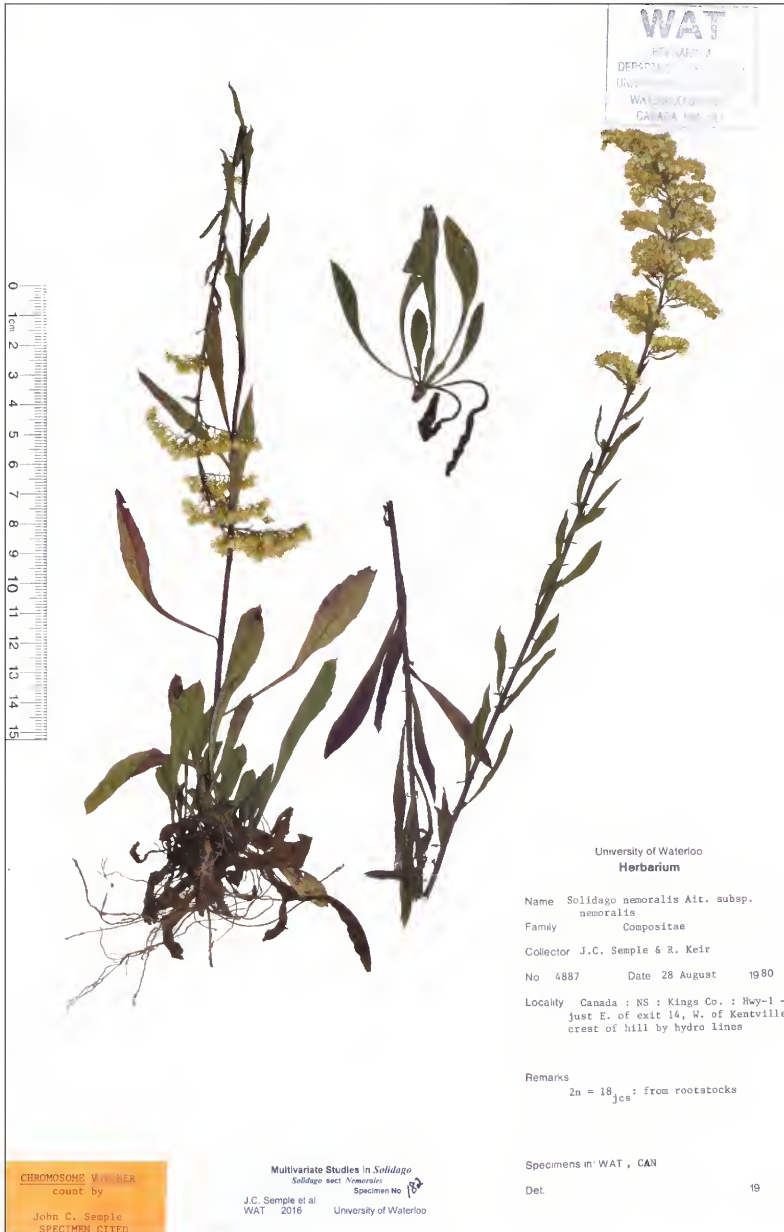 WAT
CANADA
0
1cm
2
3
4
5
6
7
8
9
10
11
12
13
14
15
University of Waterloo
Herbarium
Name Solidago nemoralis Ait. subsp.
nemoralis
Family Compositae
Collector J.C. Semple & R. Keir
No 4887 Date 28 August 1980
Locality Canada : NS : Kings Co. : Hwy-1 -
just E. of exit 14, W. of Kentville
crest of hill by hydro lines
Remarks
2n = 18 jcs: from rootstocks
Specimens in WAT , CAN
Det. 19
CHROMOSOME VOUCHER
count by
John C. Semple
SPECIMEN CITED
Multivariate Studies in Solidago
Solidago sect Nemorales
Specimen No 182
J.C. Semple et al
WAT 2016 University of Waterloo